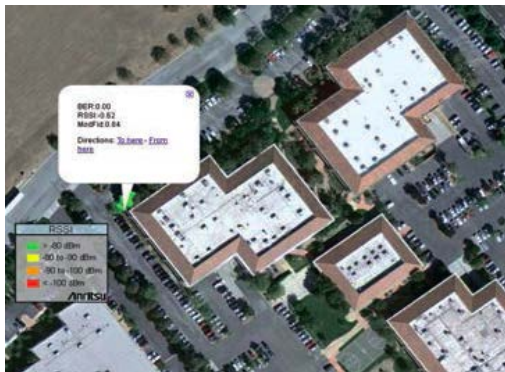 BER:0.00
RSSI:-0.62
ModFid:0.84
Directions: To here - From
here
RSSI
> -80 dBm
-80 to -90 dBm
-90 to -100 dBm
< -100 dBm
Anritsu